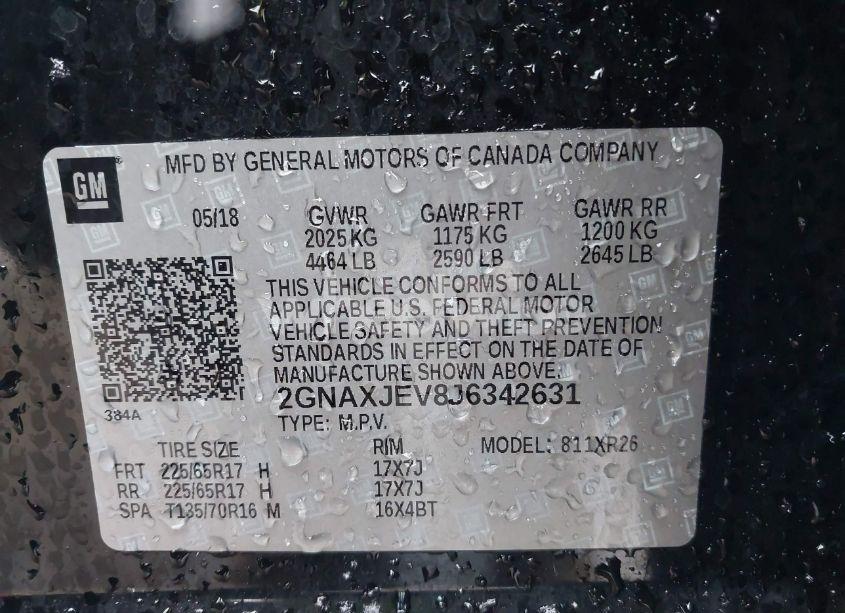 MFD BY GENERAL MOTORS OF CANADA COMPANY
GM ®
05/18 GVWR GAWR FRT GAWR RR
2025 KG 1175 KG 1200 KG
4464 LB 2590 LB 2645 LB
THIS VEHICLE CONFORMS TO ALL
APPLICABLE U.S. FEDERAL MOTOR
VEHICLE SAFETY AND THEFT PREVENTION
STANDARDS IN EFFECT ON THE DATE OF
MANUFACTURE SHOWN ABOVE.
2GNAXJEV8J6342631
384A
TYPE: M.P.V.
TIRE SIZE RIM MODEL: 811XR26
FRT 225/65R17 H 17X7J
RR 225/65R17 H 17X7J
SPA T135/70R16 M 16X4BT